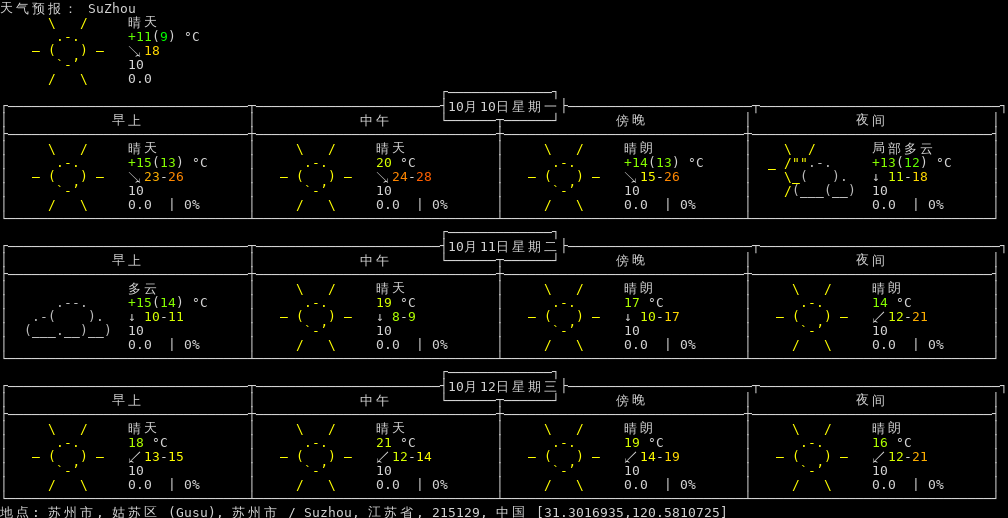 天气预报: SuZhou
晴天
+11(9) °C
↘ 18
10
0.0
10月10日星期一
早上 中午 傍晚 夜间
晴天 晴天 晴朗 局部多云
+15(13) °C 20 °C +14(13) °C +13(12) °C
↘ 23-26 ↘ 24-28 ↘ 15-26 ↓ 11-18
10 10 10 10
0.0 | 0% 0.0 | 0% 0.0 | 0% 0.0 | 0%
10月11日星期二
早上 中午 傍晚 夜间
多云 晴天 晴朗 晴朗
+15(14) °C 19 °C 17 °C 14 °C
↓ 10-11 ↓ 8-9 ↓ 10-17 ↙ 12-21
10 10 10 10
0.0 | 0% 0.0 | 0% 0.0 | 0% 0.0 | 0%
10月12日星期三
早上 中午 傍晚 夜间
晴天 晴天 晴朗 晴朗
18 °C 21 °C 19 °C 16 °C
↙ 13-15 ↙ 12-14 ↙ 14-19 ↙ 12-21
10 10 10 10
0.0 | 0% 0.0 | 0% 0.0 | 0% 0.0 | 0%
地点: 苏州市, 姑苏区 (Gusu), 苏州市 / Suzhou, 江苏省, 215129, 中国 [31.3016935,120.5810725]